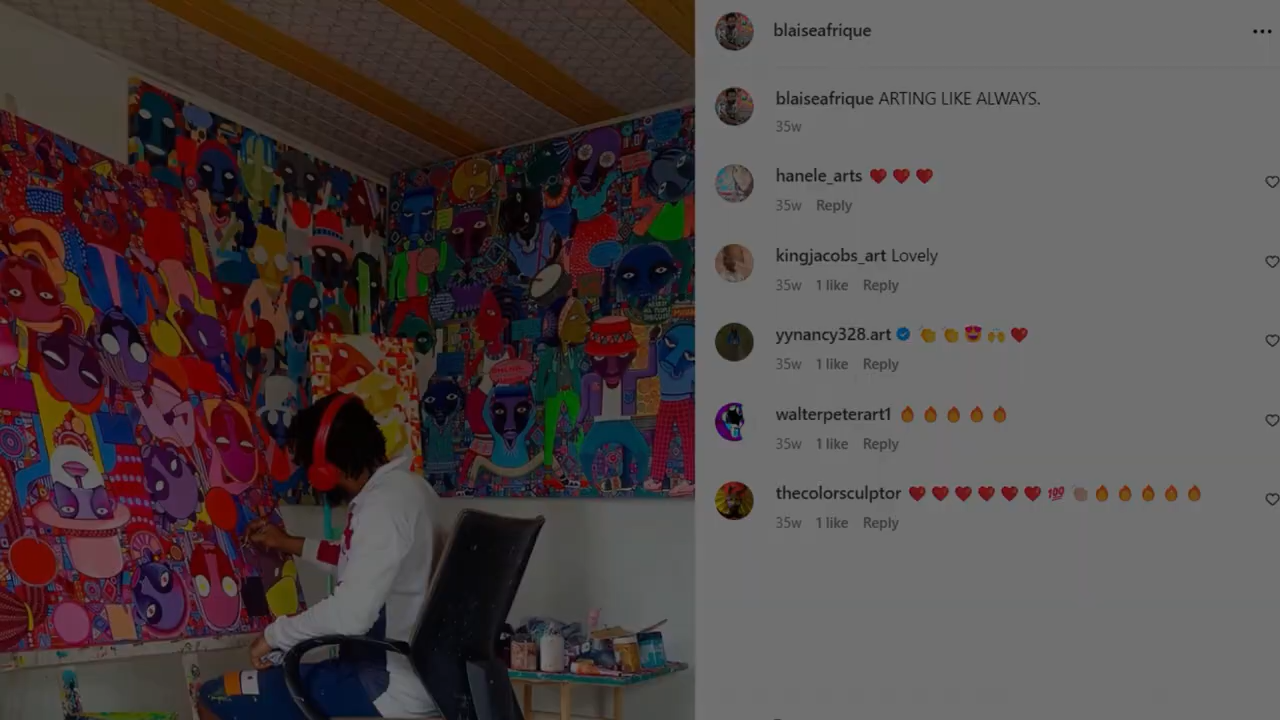 blaiseafrique
blaiseafrique ARTING LIKE ALWAYS.
35w
hanele_arts ❤️ ❤️ ❤️
35w Reply
kingjacobs_art Lovely
35w 1 like Reply
yynancy328.art 👏 👏 😍 🙌 ❤️
35w 1 like Reply
walterpeterart1 🔥 🔥 🔥 🔥 🔥
35w 1 like Reply
thecolorsculptor ❤️ ❤️ ❤️ ❤️ ❤️ ❤️ 💯 👏🏽 🔥 🔥 🔥 🔥 🔥
35w 1 like Reply